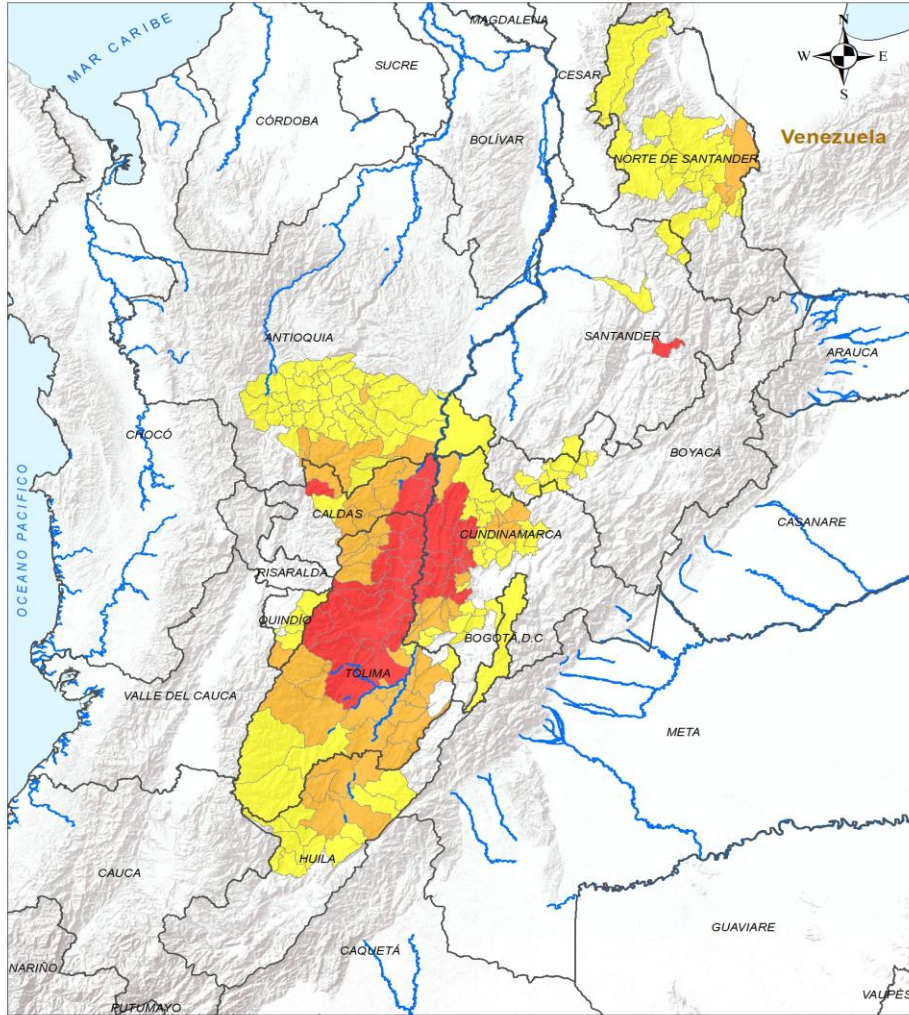 MAGDALENA
MAR CARIBE
SUCRE
CESAR
N
W
E
S
CÓRDOBA
BOLÍVAR
Venezuela
NORTE DE SANTANDER
ANTIOQUIA
SANTANDER
ARAUCA
CHOCÓ
BOYACÁ
CALDAS
CUNDINAMARCA
CASANARE
OCEANO PACIFICO
RISARALDA
QUINDÍO
BOGOTÁ,D.C
TOLIMA
VALLE DEL CAUCA
META
HUILA
CAUCA
GUAVIARE
CAQUETÁ
NARIÑO
VAUPÉS
PUTUMAYO